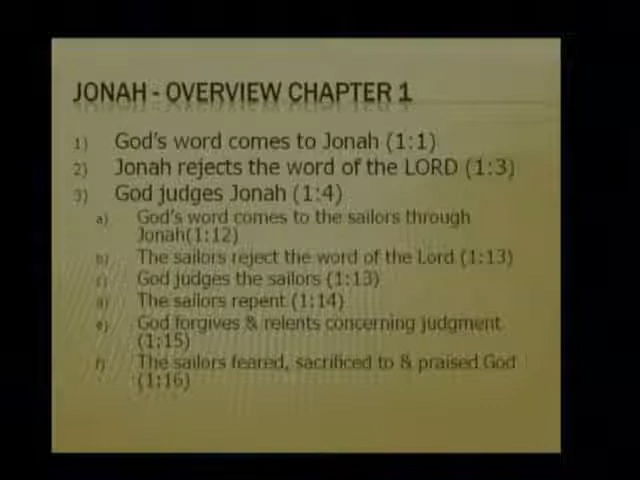 JONAH - OVERVIEW CHAPTER 1
1) God's word comes to Jonah (1:1)
2) Jonah rejects the word of the LORD (1:3)
3) God judges Jonah (1:4)
a) God's word comes to the sailors through
Jonah(1:12)
b) The sailors reject the word of the Lord (1:13)
c) God judges the sailors (1:13)
d) The sailors repent (1:14)
e) God forgives & relents concerning judgment
(1:15)
f) The sailors feared, sacrificed to & praised God
(1:16)